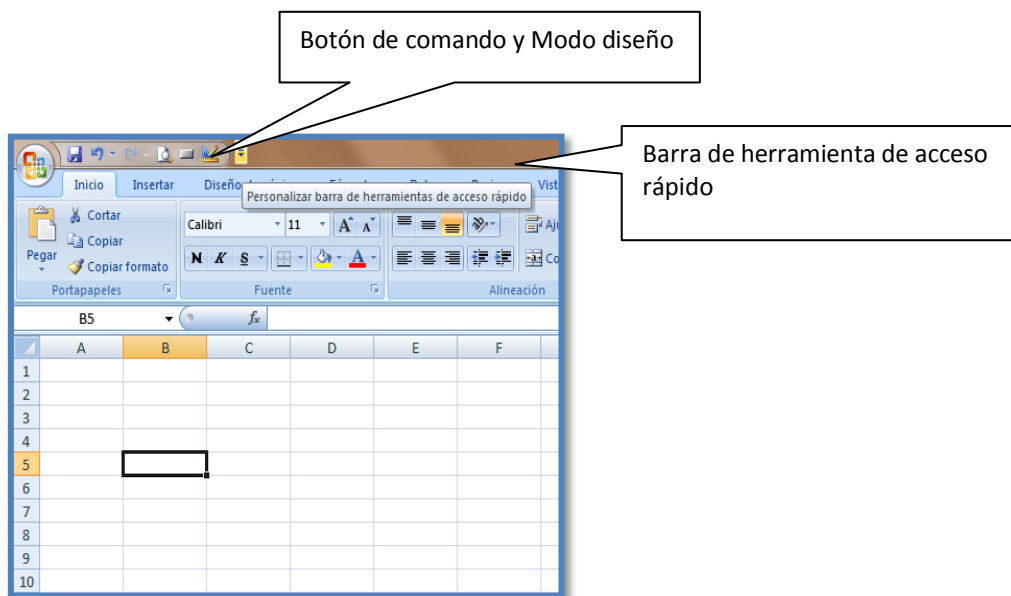 Botón de comando y Modo diseño
Barra de herramienta de acceso
rápido
Inicio Insertar Vist
Personalizar barra de herramientas de acceso rápido
Cortar
Copiar
Copiar formato
Pegar
Calibri 11 A A
N K S A
Portapapeles Fuente Alineación
B5 fx
A B C D E F
1
2
3
4
5
6
7
8
9
10